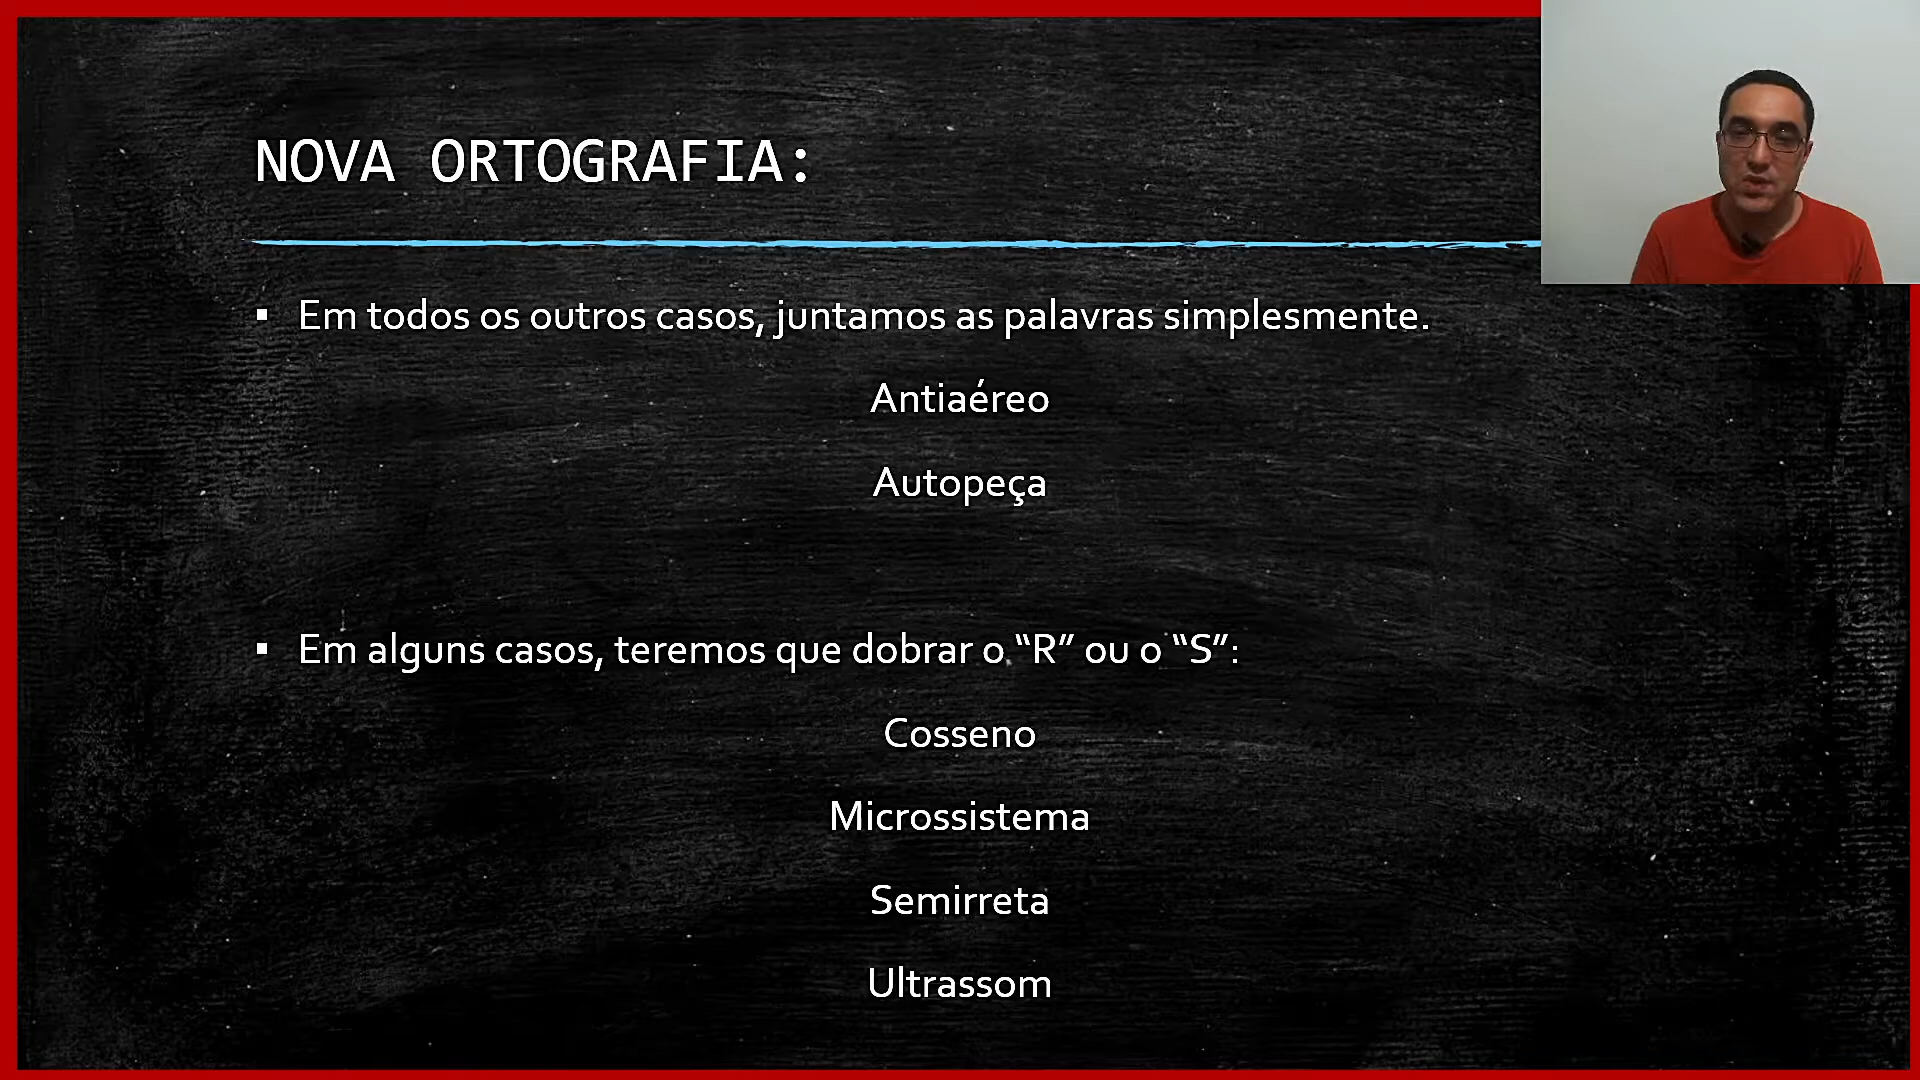 NOVA ORTOGRAFIA:
▪ Em todos os outros casos, juntamos as palavras simplesmente.
Antiaéreo
Autopeça
▪ Em alguns casos, teremos que dobrar o “R” ou o “S”:
Cosseno
Microssistema
Semirreta
Ultrassom